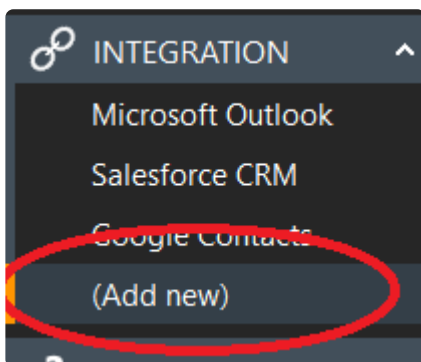 INTEGRATION
Microsoft Outlook
Salesforce CRM
Google Contacts
(Add new)